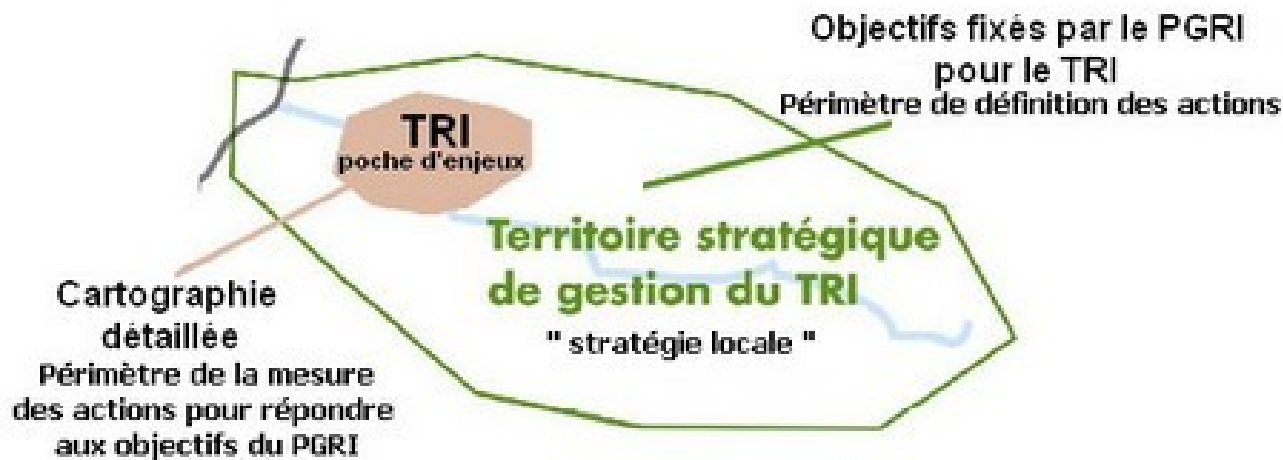 Objectifs fixés par le PGRI
pour le TRI
Périmètre de définition des actions
TRI
poche d'enjeux
Territoire stratégique
de gestion du TRI
" stratégie locale "
Cartographie
détaillée
Périmètre de la mesure
des actions pour répondre
aux objectifs du PGRI